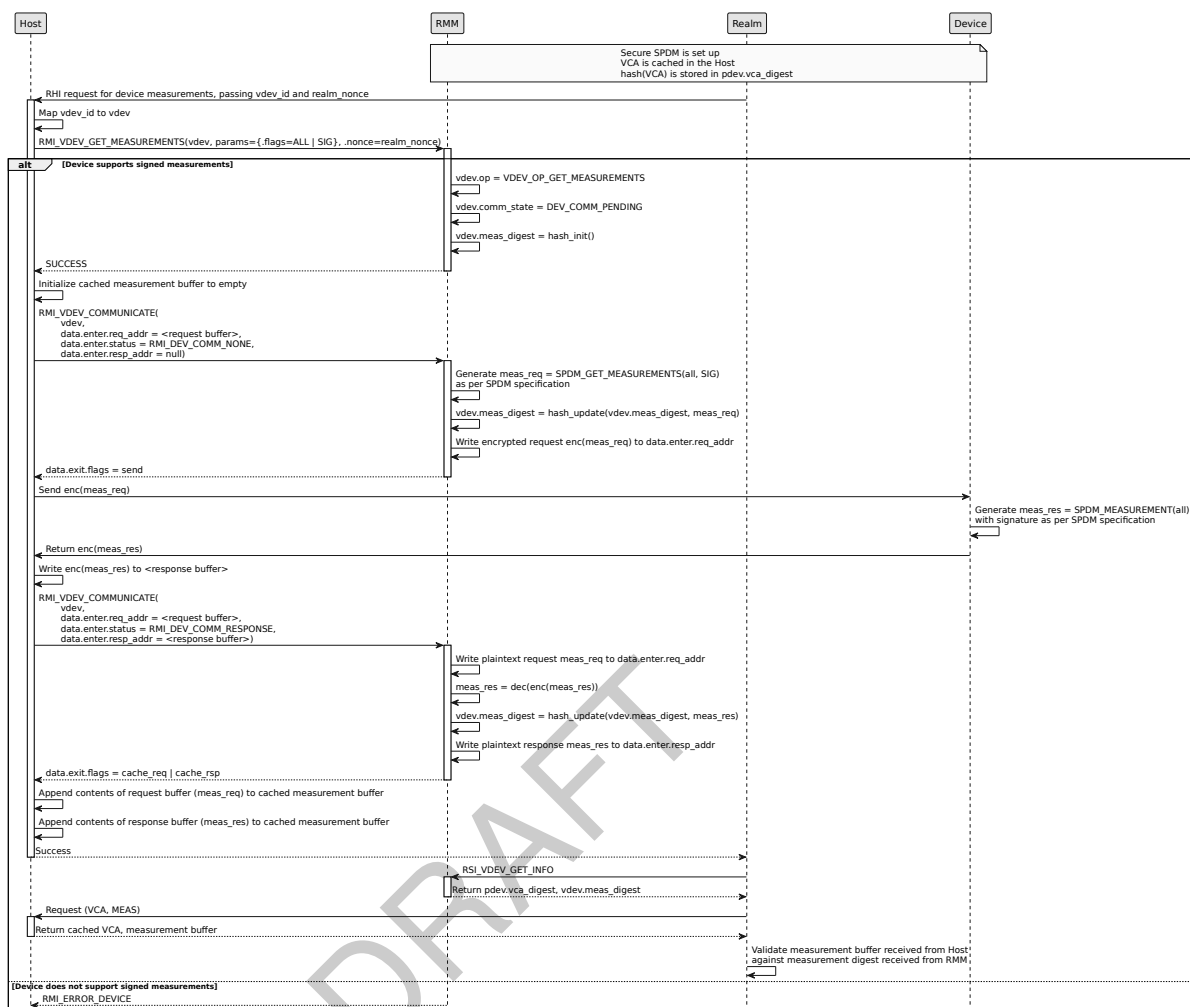 Host
RMM
Realm
Device
Secure SPDM is set up
VCA is cached in the Host
hash(VCA) is stored in pdev.vca_digest
RHI request for device measurements, passing vdev_id and realm_nonce
Map vdev_id to vdev
RMI_VDEV_GET_MEASUREMENTS(vdev, params={.flags=ALL | SIG}, .nonce=realm_nonce)
alt
[Device supports signed measurements]
vdev.op = VDEV_OP_GET_MEASUREMENTS
vdev.comm_state = DEV_COMM_PENDING
vdev.meas_digest = hash_init()
SUCCESS
Initialize cached measurement buffer to empty
RMI_VDEV_COMMUNICATE(
vdev,
data.enter.req_addr = <request buffer>,
data.enter.status = RMI_DEV_COMM_NONE,
data.enter.resp_addr = null)
Generate meas_req = SPDM_GET_MEASUREMENTS(all, SIG)
as per SPDM specification
vdev.meas_digest = hash_update(vdev.meas_digest, meas_req)
Write encrypted request enc(meas_req) to data.enter.req_addr
data.exit.flags = send
Send enc(meas_req)
Generate meas_res = SPDM_MEASUREMENT(all)
with signature as per SPDM specification
Return enc(meas_res)
Write enc(meas_res) to <response buffer>
RMI_VDEV_COMMUNICATE(
vdev,
data.enter.req_addr = <request buffer>,
data.enter.status = RMI_DEV_COMM_RESPONSE,
data.enter.resp_addr = <response buffer>)
Write plaintext request meas_req to data.enter.req_addr
meas_res = dec(enc(meas_res))
vdev.meas_digest = hash_update(vdev.meas_digest, meas_res)
Write plaintext response meas_res to data.enter.resp_addr
data.exit.flags = cache_req | cache_rsp
Append contents of request buffer (meas_req) to cached measurement buffer
Append contents of response buffer (meas_res) to cached measurement buffer
Success
RSI_VDEV_GET_INFO
Return pdev.vca_digest, vdev.meas_digest
Request (VCA, MEAS)
Return cached VCA, measurement buffer
Validate measurement buffer received from Host
against measurement digest received from RMM
[Device does not support signed measurements]
RMI_ERROR_DEVICE
DRAFT